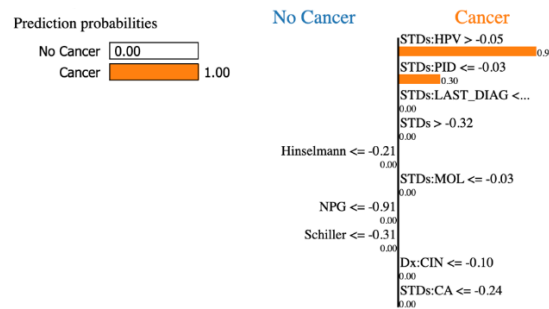 Prediction probabilities
No Cancer 0.00
Cancer 1.00
No Cancer Cancer
STDs:HPV > -0.05
0.9
STDs:PID <= -0.03
0.30
STDs:LAST_DIAG <...
0.00
STDs > -0.32
0.00
Hinselmann <= -0.21
0.00
STDs:MOL <= -0.03
0.00
NPG <= -0.91
0.00
Schiller <= -0.31
0.00
Dx:CIN <= -0.10
0.00
STDs:CA <= -0.24
0.00